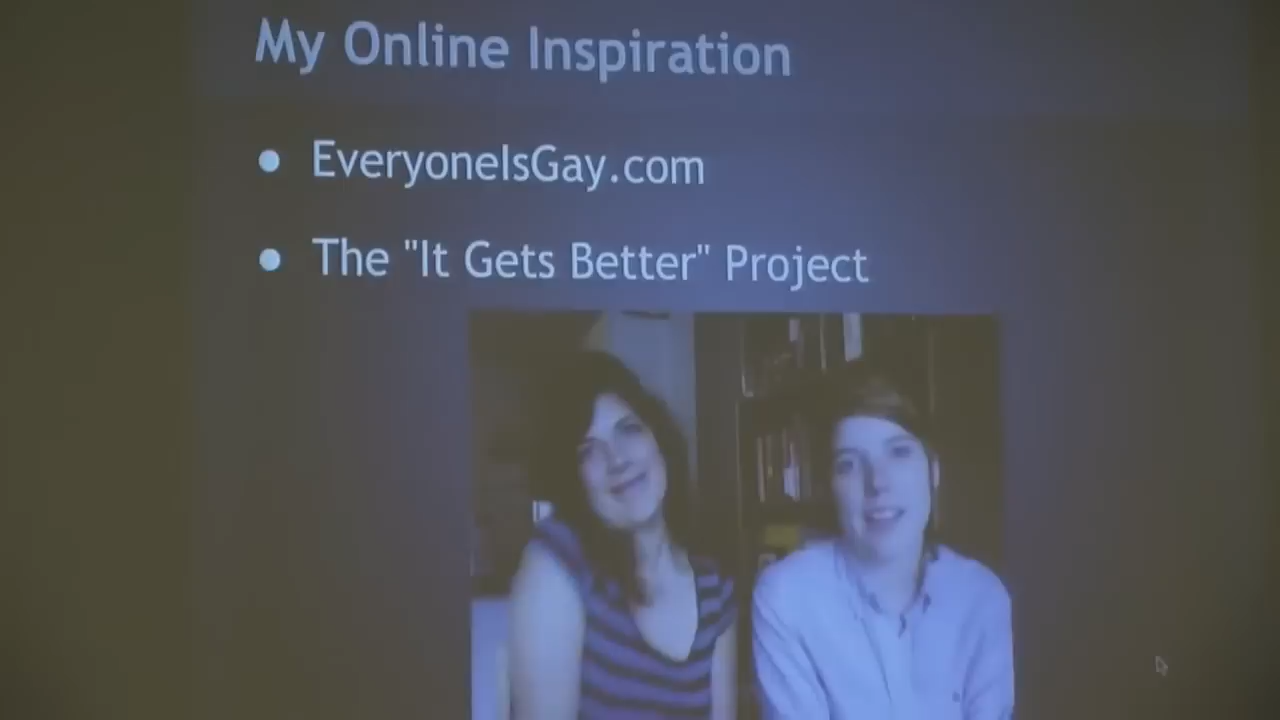 My Online Inspiration
• EveryoneIsGay.com
• The "It Gets Better" Project